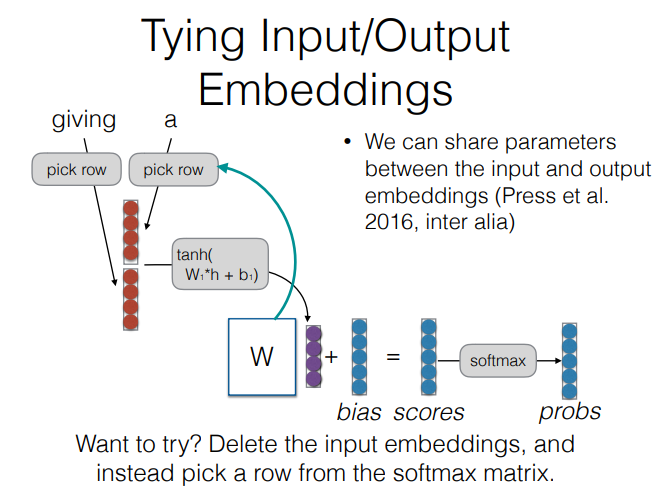 Tying Input/Output
Embeddings
giving a
pick row pick row
• We can share parameters
between the input and output
embeddings (Press et al.
2016, inter alia)
tanh(
W₁*h + b₁)
W + = softmax
bias scores probs
Want to try? Delete the input embeddings, and
instead pick a row from the softmax matrix.